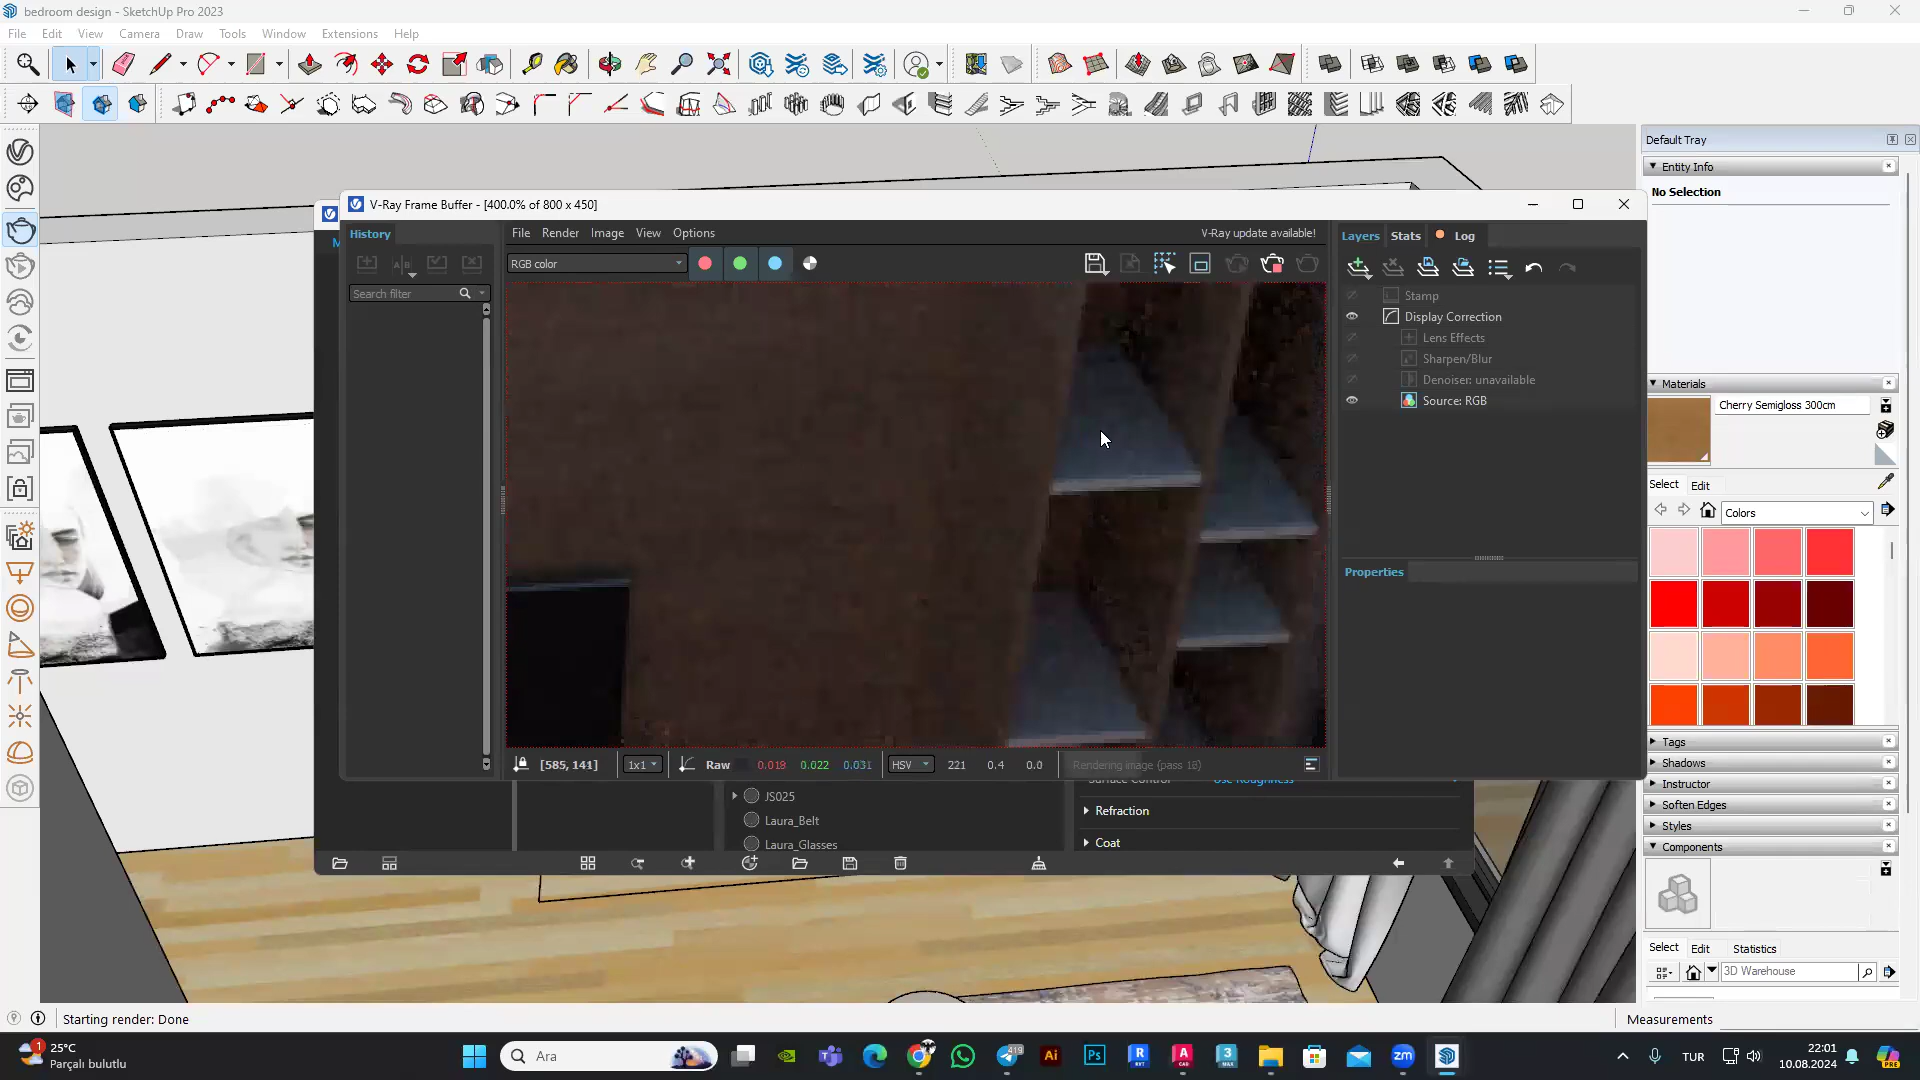 bedroom design - SketchUp Pro 2023
File Edit View Camera Draw Tools Window Extensions Help
Default Tray
Entity Info
No Selection
V-Ray Frame Buffer - [400.0% of 800 x 450]
History
File Render Image View Options
V-Ray update available!
Layers Stats Log
RGB color
Search filter
Stamp
Display Correction
Lens Effects
Sharpen/Blur
Denoiser: unavailable
Source: RGB
Materials
Cherry Semigloss 300cm
Select Edit
Colors
Properties
[585, 141] 1x1 Raw 0.019 0.022 0.031 HSV 221 0.4 0.0 Rendering image (pass 18)
Tags
Shadows
Instructor
Soften Edges
Styles
Components
JS025
Laura_Belt
Laura_Glasses
Refraction
Coat
Select Edit Statistics
3D Warehouse
Starting render: Done
Measurements
25°C
Parçalı bulutlu
Ara
TUR
22:01
10.08.2024